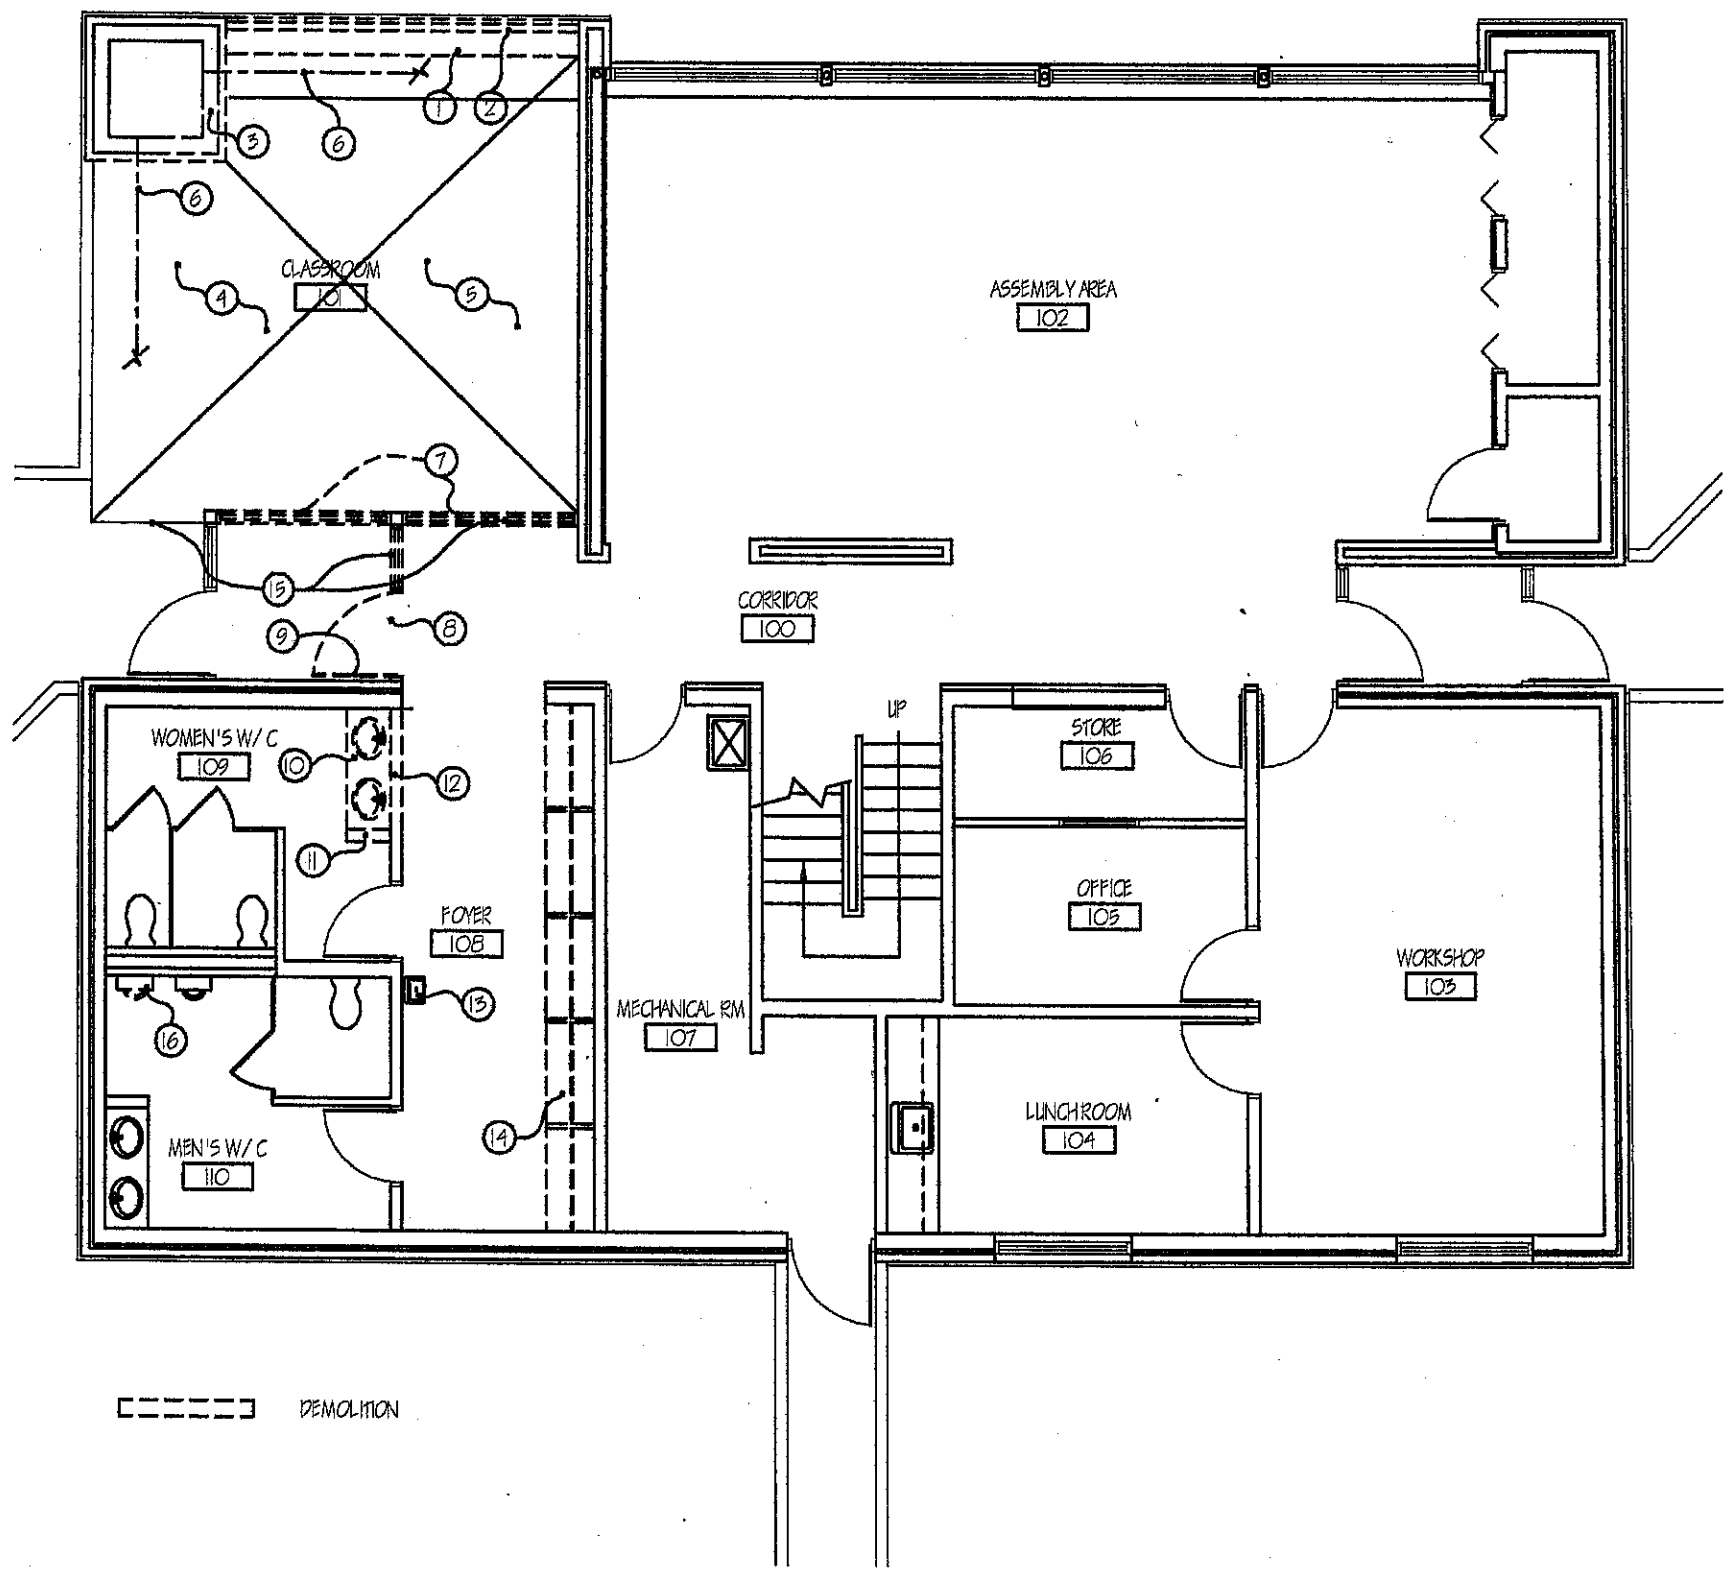 1
2
3
6
6
CLASSROOM
101
4
5
ASSEMBLY AREA
102
7
15
9
8
CORRIDOR
100
UP
STORE
106
WOMEN'S W/C
109
10
12
11
OFFICE
105
FOYER
108
WORKSHOP
103
13
MECHANICAL RM
107
16
LUNCHROOM
104
14
MEN'S W/C
110
DEMOLITION